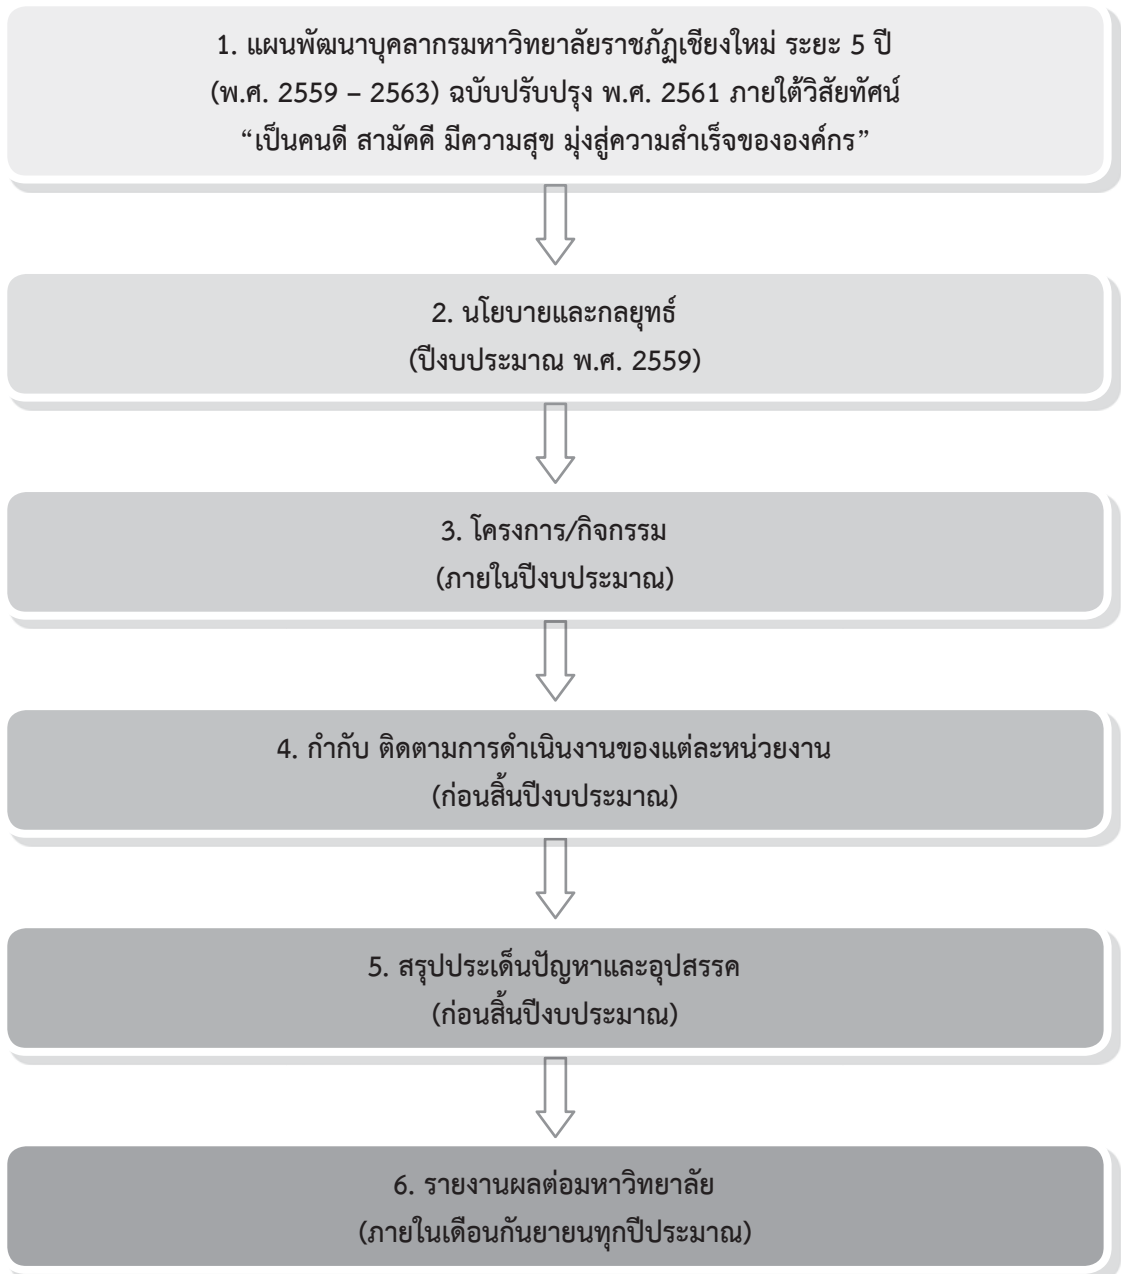 1. แผนพัฒนาบุคลากรมหาวิทยาลัยราชภัฏเชียงใหม่ ระยะ 5 ปี
(พ.ศ. 2559 – 2563) ฉบับปรับปรุง พ.ศ. 2561 ภายใต้วิสัยทัศน์
“เป็นคนดี สามัคคี มีความสุข มุ่งสู่ความสำเร็จขององค์กร”
2. นโยบายและกลยุทธ์
(ปีงบประมาณ พ.ศ. 2559)
3. โครงการ/กิจกรรม
(ภายในปีงบประมาณ)
4. กำกับ ติดตามการดำเนินงานของแต่ละหน่วยงาน
(ก่อนสิ้นปีงบประมาณ)
5. สรุปประเด็นปัญหาและอุปสรรค
(ก่อนสิ้นปีงบประมาณ)
6. รายงานผลต่อมหาวิทยาลัย
(ภายในเดือนกันยายนทุกปีประมาณ)